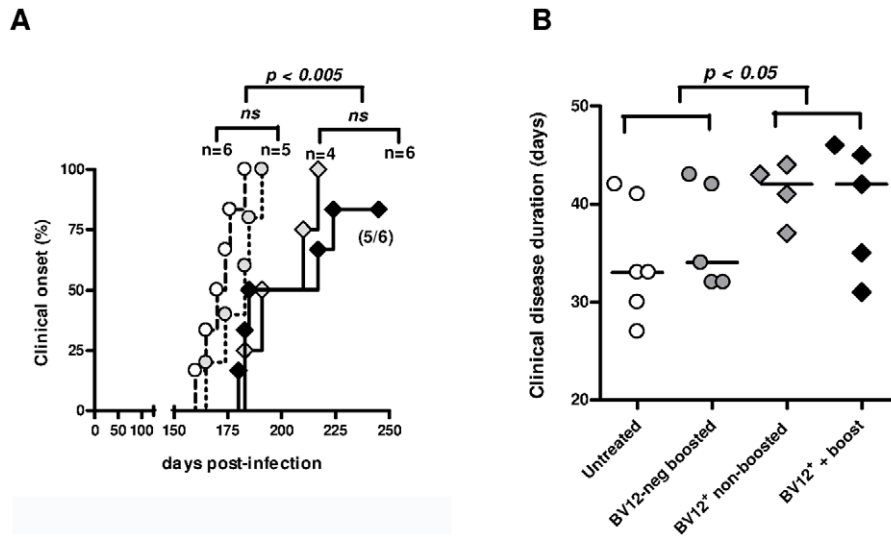 A
p < 0.005
ns
ns
n=6
n=5
n=4
n=6
100
75
50
25
0
Clinical onset (%)
(5/6)
0
50
100
150
175
200
225
250
days post-infection
B
p < 0.05
50
40
30
20
Clinical disease duration (days)
Untreated
BV12-neg boosted
BV12+ non-boosted
BV12+ + boost